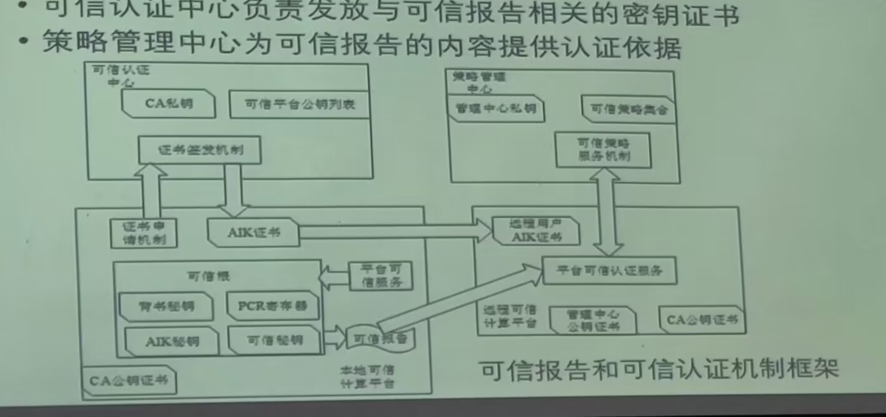 • 可信认证中心负责发放与可信报告相关的密钥证书
• 策略管理中心为可信报告的内容提供认证依据
可信认证
中心
CA私钥
可信平台公钥列表
证书签发机制
策略管理
中心
管理中心私钥
可信策略集合
可信策略
服务机制
证书申
请机制
AIK证书
远程用户
AIK证书
可信根
平台可
信服务
平台可信认证服务
背书秘钥
PCR寄存器
AIK秘钥
可信秘钥
可信报告
远程可信
计算平台
管理中心
公钥证书
CA公钥证书
CA公钥证书
本地可信
计算平台
可信报告和可信认证机制框架